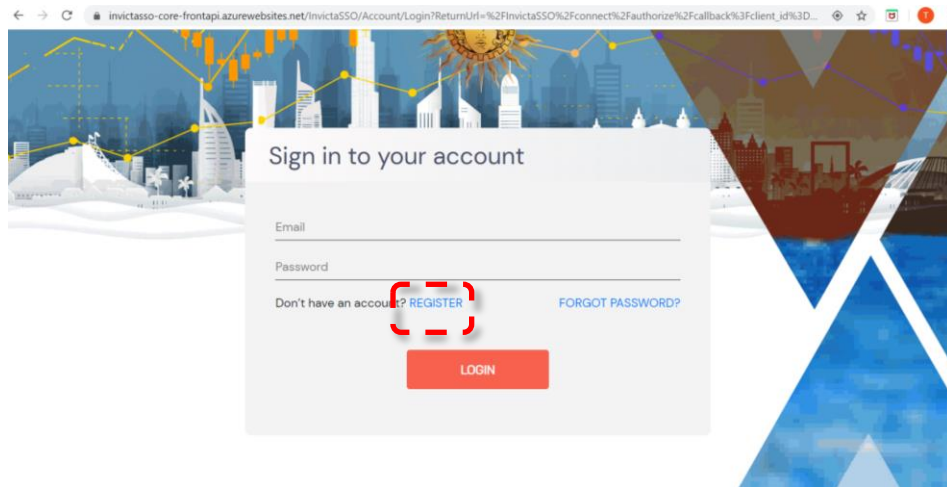 invictasso-core-frontapi.azurewebsites.net/InvictaSSO/Account/Login?ReturnUrl=%2FInvictaSSO%2Fconnect%2Fauthorize%2Fcallback%3Fclient_id%3D...
T
Sign in to your account
Email
Password
Don't have an account? REGISTER
FORGOT PASSWORD?
LOGIN